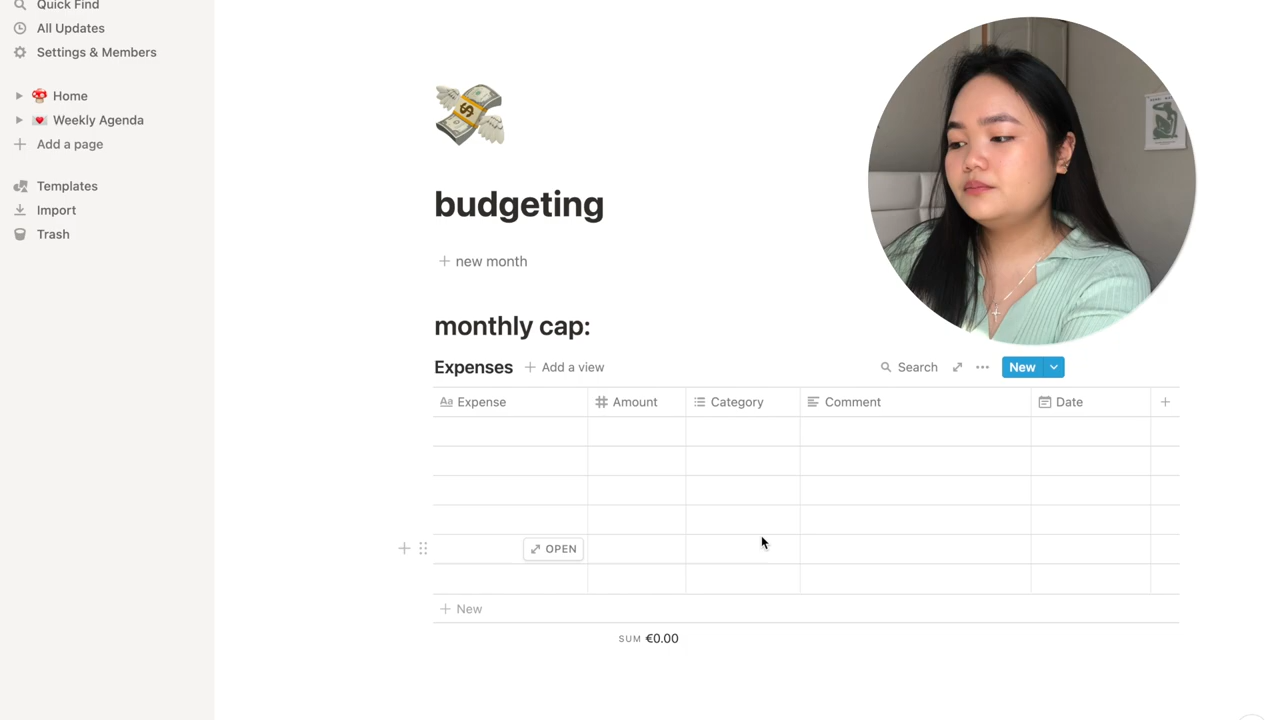 Quick Find
All Updates
Settings & Members
Home
Weekly Agenda
Add a page
Templates
Import
Trash
budgeting
+ new month
monthly cap:
Expenses + Add a view Search ••• New
Aa Expense # Amount Category Comment Date +
OPEN
+ New
SUM €0.00